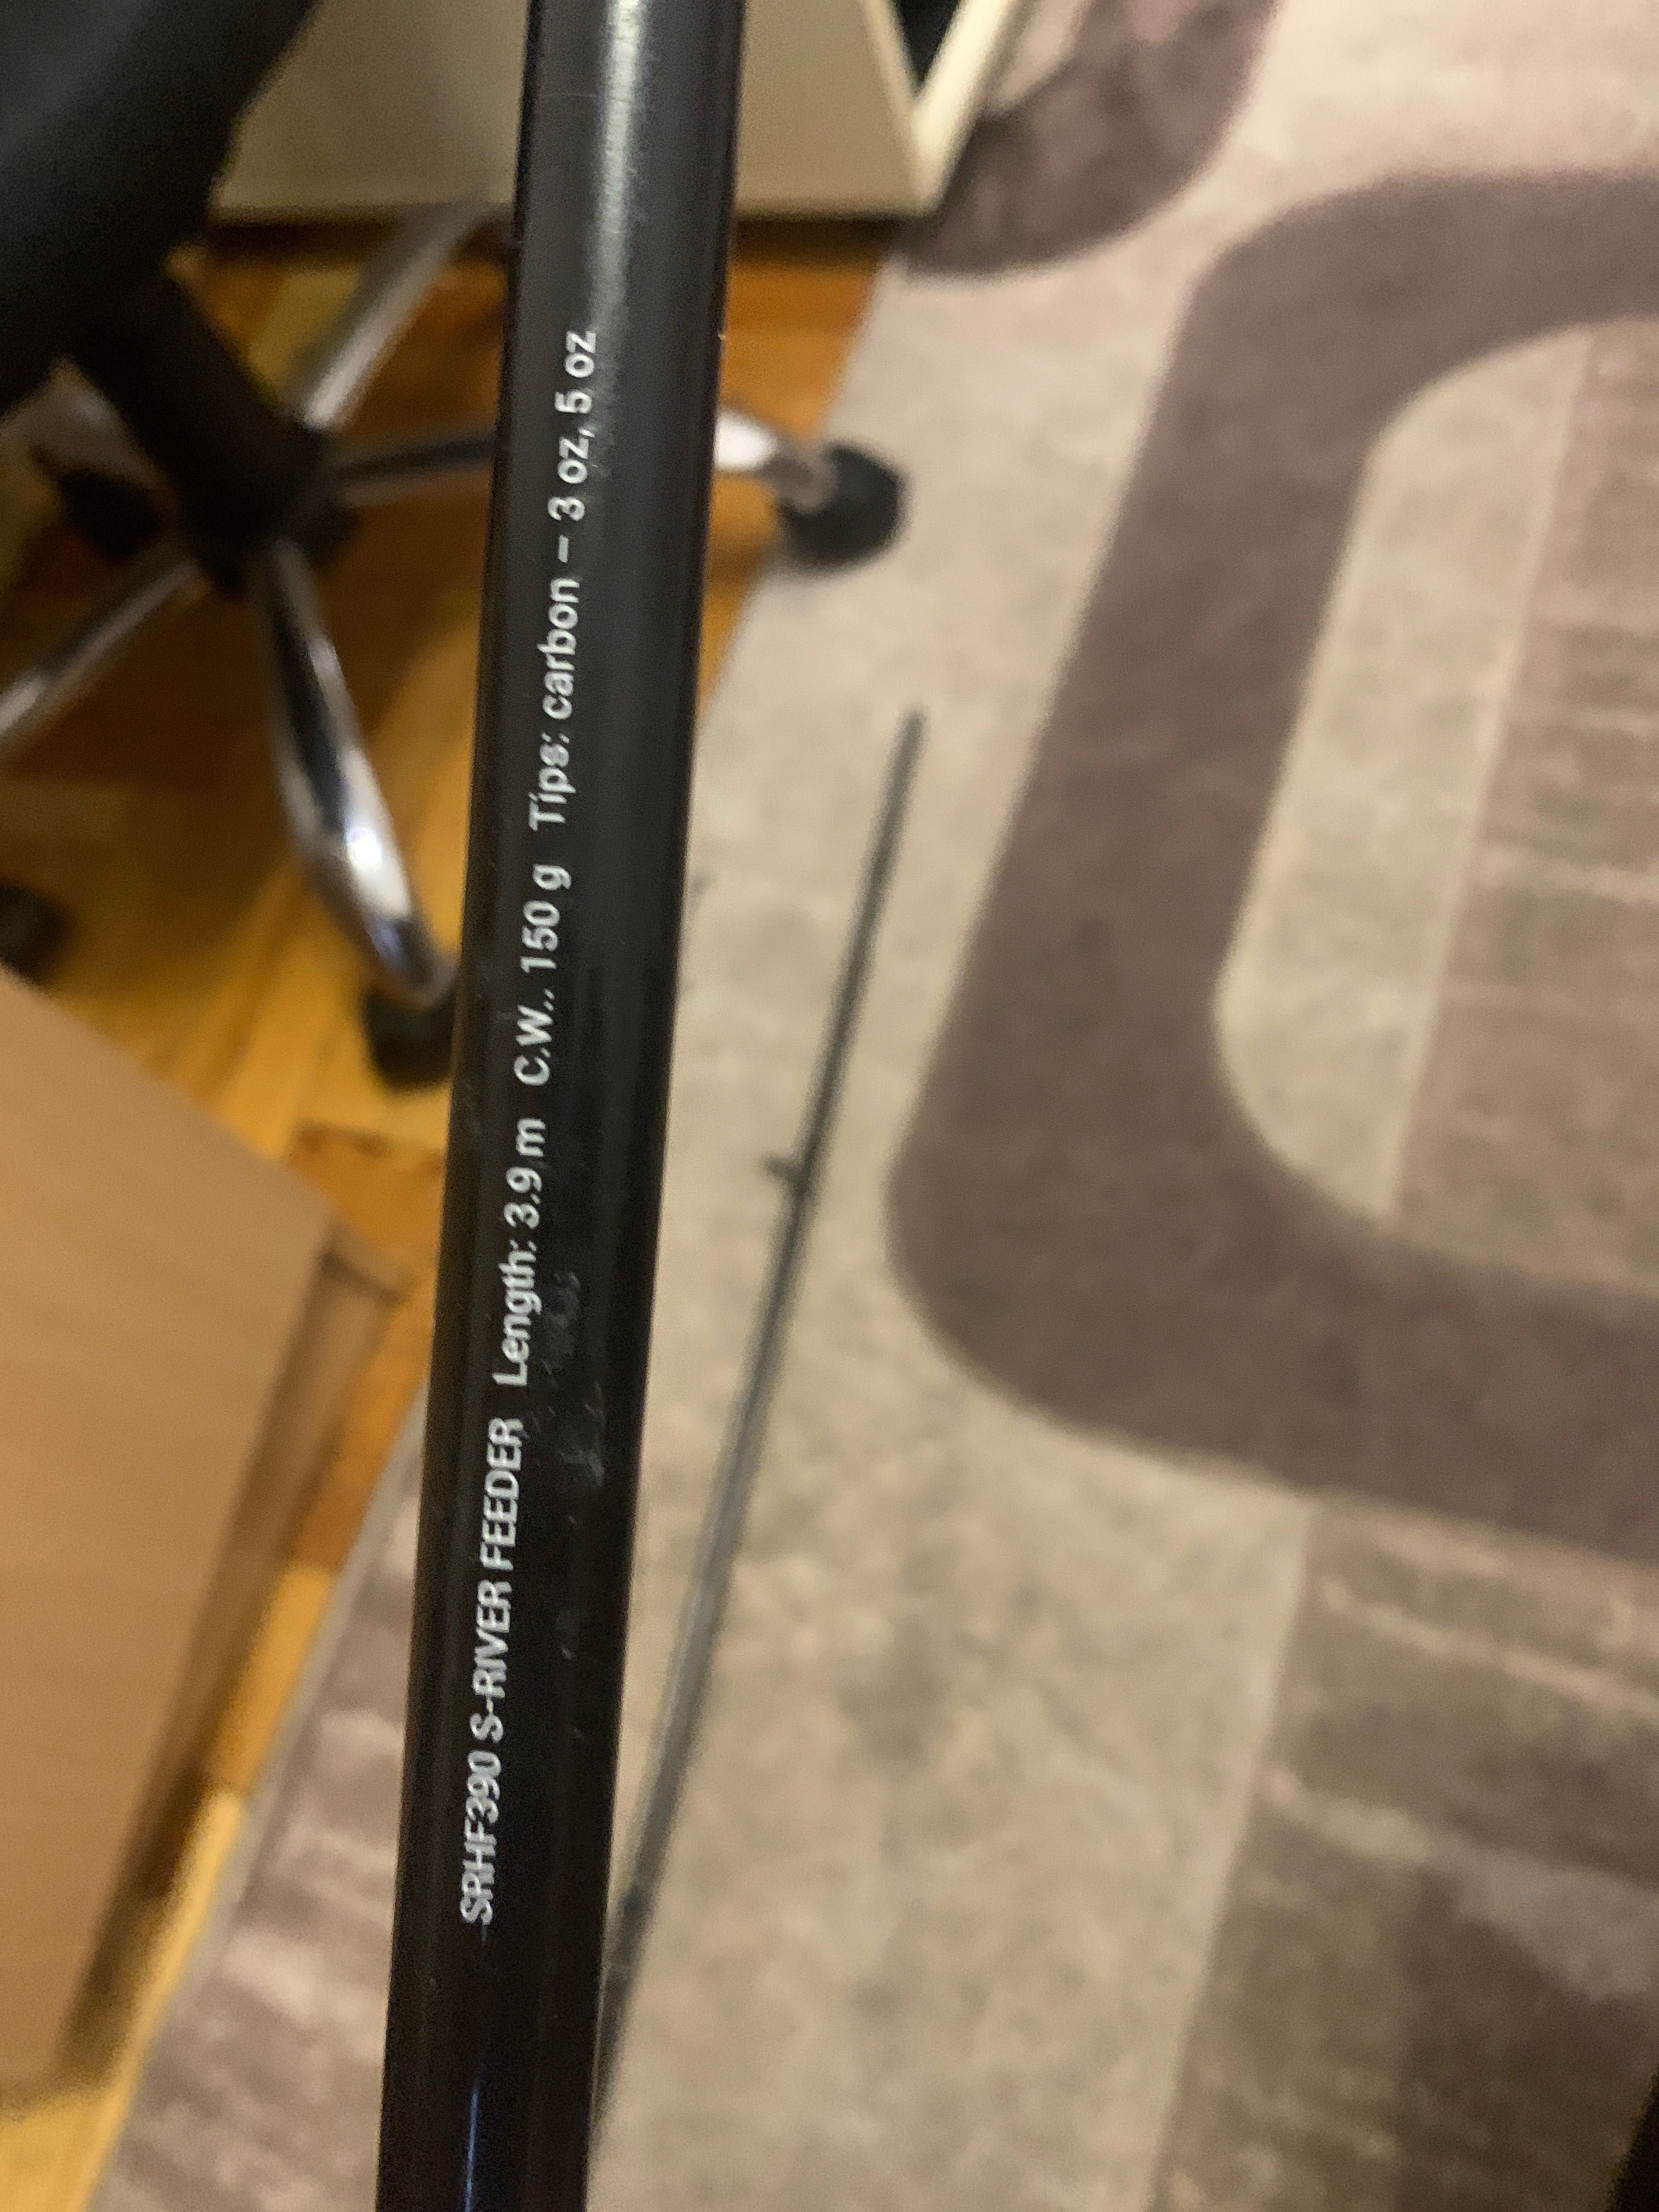 SRHF390 S-RIVER FEEDER Length: 3.9 m C.W.: 150 g Tips: carbon – 3 oz, 5 oz